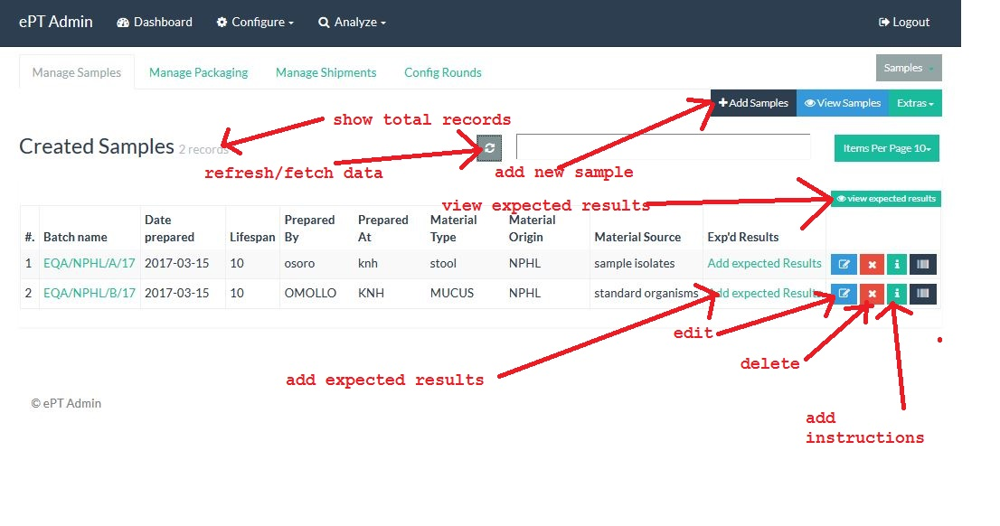 ePT Admin Dashboard Configure Analyze Logout
Manage Samples Manage Packaging Manage Shipments Config Rounds Samples
Add Samples View Samples Extras
show total records
Created Samples 2 records Items Per Page 10
refresh/fetch data add new sample
view expected results view expected results
#. Batch name Date prepared Lifespan Prepared By Prepared At Material Type Material Origin Material Source Exp'd Results
1 EQA/NPHL/A/17 2017-03-15 10 osoro knh stool NPHL sample isolates Add expected Results
2 EQA/NPHL/B/17 2017-03-15 10 OMOLLO KNH MUCUS NPHL standard organisms Add expected Results
edit
delete
add expected results
© ePT Admin
add
instructions